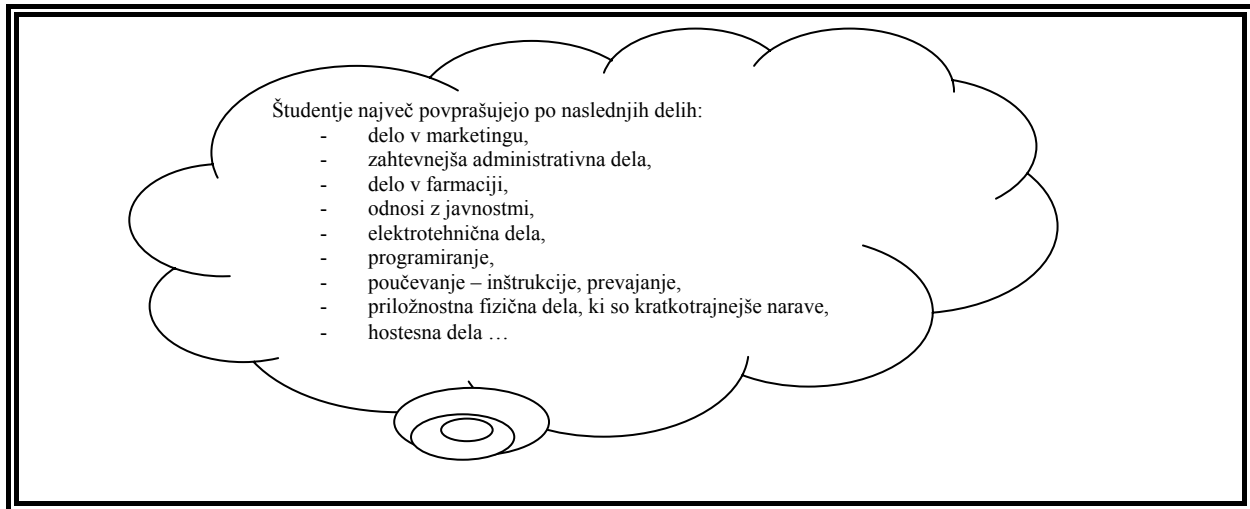 Študentje največ povprašujejo po naslednjih delih:
- delo v marketingu,
- zahtevnejša administrativna dela,
- delo v farmaciji,
- odnosi z javnostmi,
- elektrotehnična dela,
- programiranje,
- poučevanje – inštrukcije, prevajanje,
- priložnostna fizična dela, ki so kratkotrajnejše narave,
- hostesna dela …